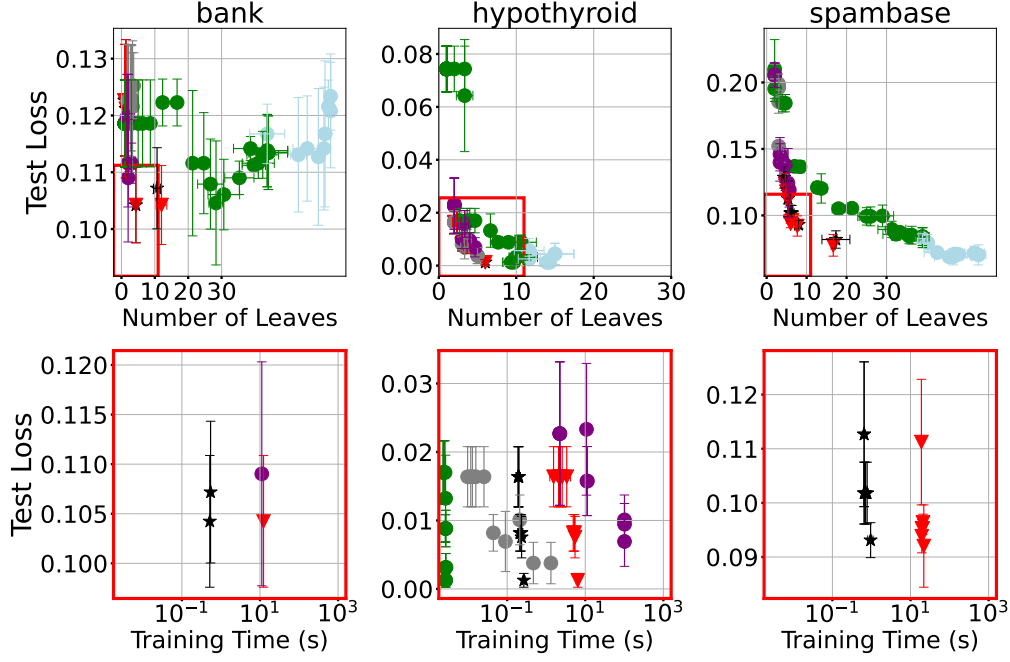 bank
hypothyroid
spambase
Test Loss
0.13
0.12
0.11
0.10
0 10 20 30
Number of Leaves
0.08
0.06
0.04
0.02
0.00
0 10 20 30
Number of Leaves
0.20
0.15
0.10
0 10 20 30
Number of Leaves
Test Loss
0.120
0.115
0.110
0.105
0.100
10⁻¹ 10¹ 10³
Training Time (s)
0.03
0.02
0.01
0.00
10⁻¹ 10¹ 10³
Training Time (s)
0.12
0.11
0.10
0.09
10⁻¹ 10¹ 10³
Training Time (s)